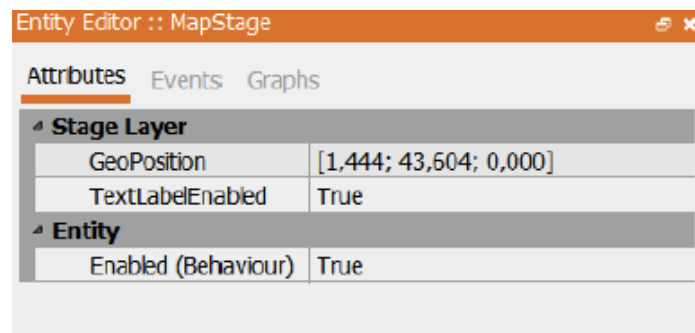 Entity Editor :: MapStage
Attributes Events Graphs
Stage Layer
GeoPosition [1,444; 43,604; 0,000]
TextLabelEnabled True
Entity
Enabled (Behaviour) True